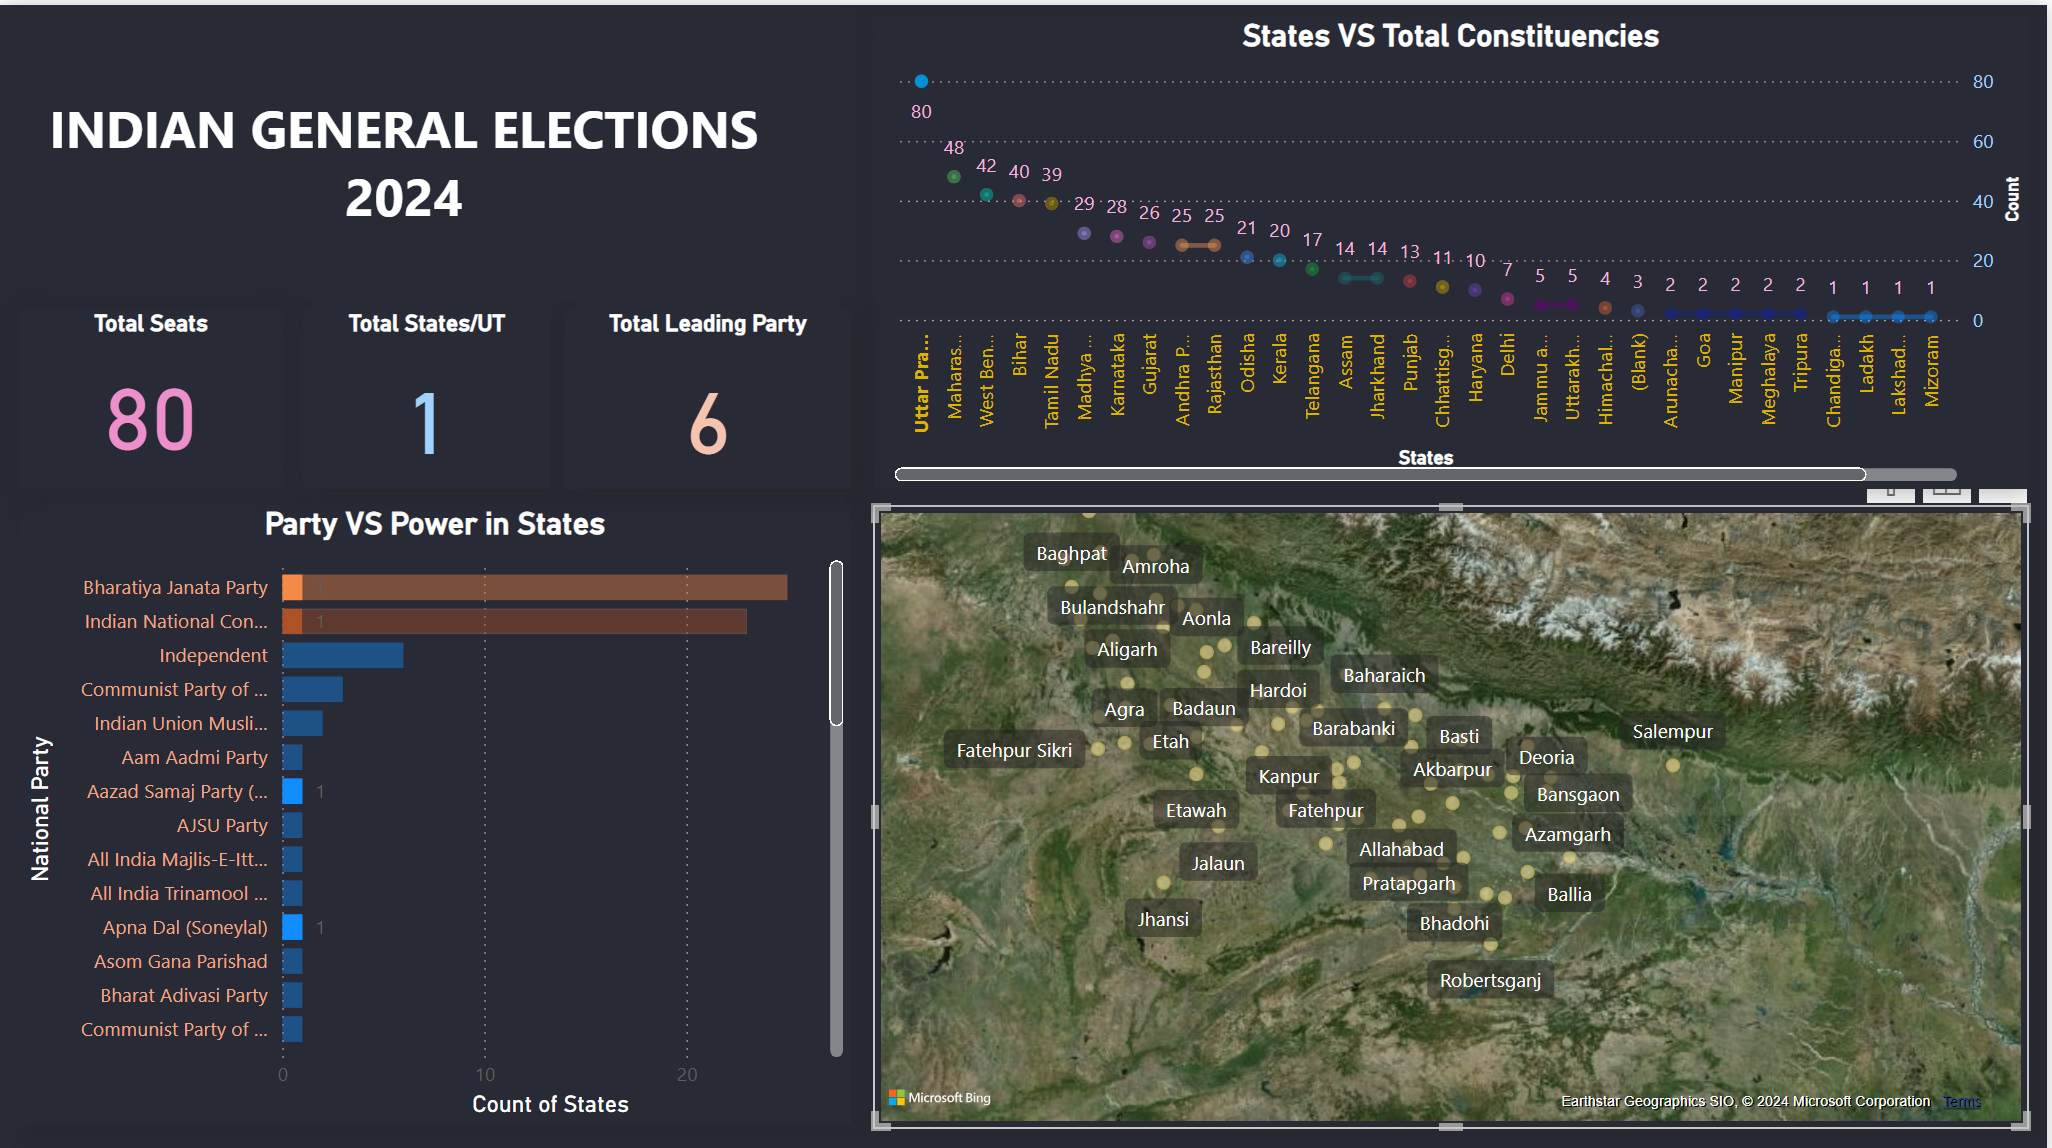 INDIAN GENERAL ELECTIONS
2024
Total Seats
80
Total States/UT
1
Total Leading Party
6
States VS Total Constituencies
80
60
40
20
0
Count
80
48
42
40
39
29
28
26
25
25
21
20
17
14
14
13
11
10
7
5
5
4
3
2
2
2
2
2
1
1
1
1
Uttar Pra...
Maharas...
West Ben...
Bihar
Tamil Nadu
Madhya ...
Karnataka
Gujarat
Andhra P...
Rajasthan
Odisha
Kerala
Telangana
Assam
Jharkhand
Punjab
Chhattisg...
Haryana
Delhi
Jammu a...
Uttarakh...
Himachal...
(Blank)
Arunacha...
Goa
Manipur
Meghalaya
Tripura
Chandiga...
Ladakh
Lakshad...
Mizoram
States
Party VS Power in States
National Party
Bharatiya Janata Party
1
Indian National Con...
1
Independent
Communist Party of ...
Indian Union Musli...
Aam Aadmi Party
Aazad Samaj Party (...
1
AJSU Party
All India Majlis-E-Itt...
All India Trinamool ...
Apna Dal (Soneylal)
1
Asom Gana Parishad
Bharat Adivasi Party
Communist Party of ...
0
10
20
Count of States
Baghpat
Amroha
Bulandshahr
Aonla
Aligarh
Bareilly
Baharaich
Hardoi
Agra
Badaun
Barabanki
Basti
Salempur
Fatehpur Sikri
Etah
Deoria
Kanpur
Akbarpur
Bansgaon
Etawah
Fatehpur
Azamgarh
Allahabad
Jalaun
Pratapgarh
Ballia
Jhansi
Bhadohi
Robertsganj
Microsoft Bing
Earthstar Geographics SIO, © 2024 Microsoft Corporation Terms